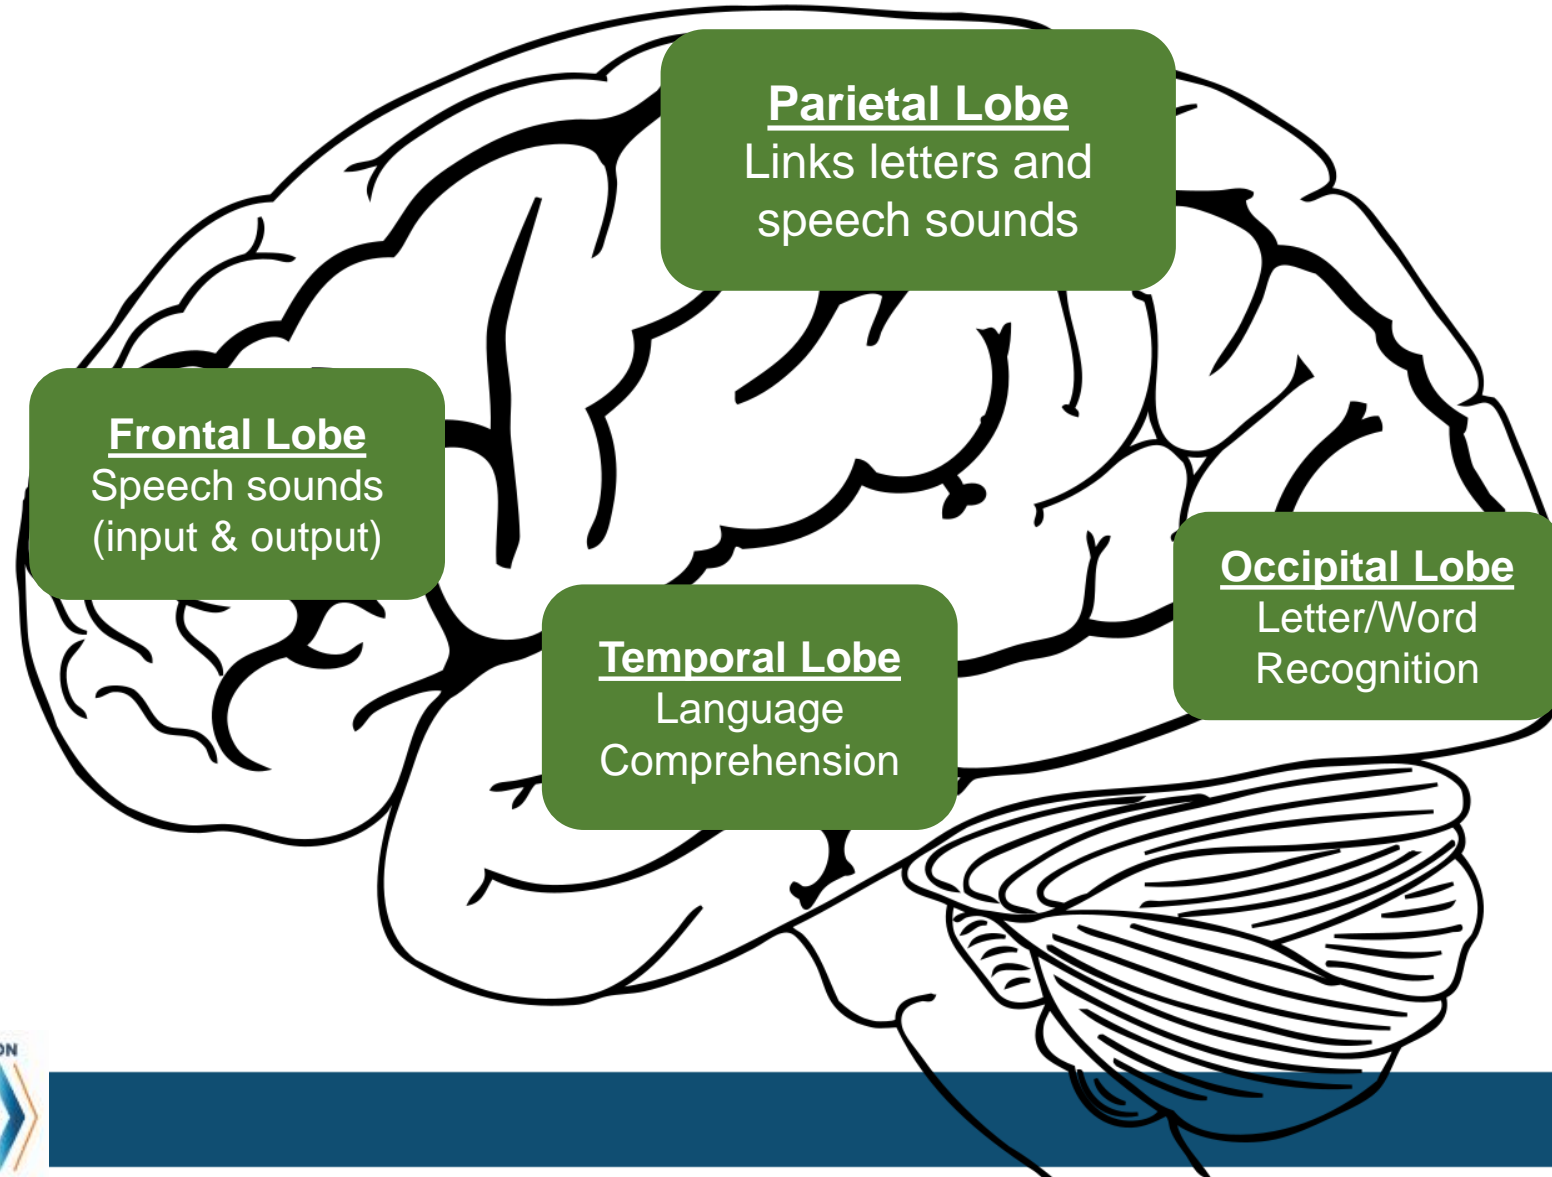 Parietal Lobe
Links letters and
speech sounds
Frontal Lobe
Speech sounds
(input & output)
Occipital Lobe
Letter/Word
Recognition
Temporal Lobe
Language
Comprehension